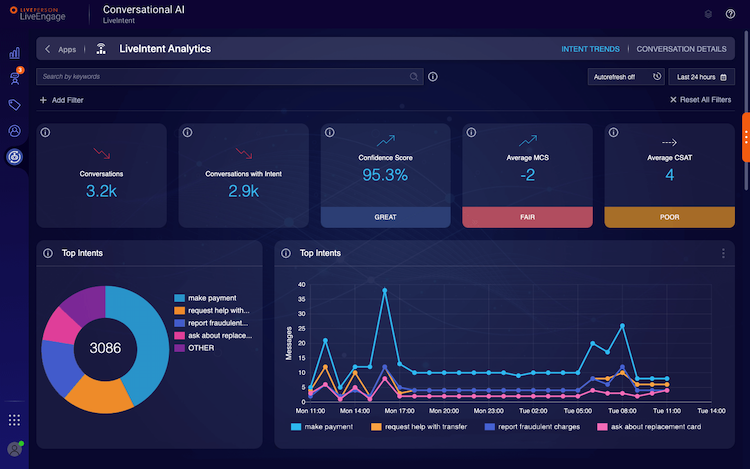 LIVEPERSON
LiveEngage
Conversational AI
LiveIntent
3
Apps
LiveIntent Analytics
INTENT TRENDS
CONVERSATION DETAILS
Search by keywords
Autorefresh off
Last 24 hours
+ Add Filter
Reset All Filters
Conversations
3.2k
Conversations with Intent
2.9k
Confidence Score
95.3%
GREAT
Average MCS
-2
FAIR
Average CSAT
4
POOR
Top Intents
3086
make payment
request help with...
report fraudulent...
ask about replace...
OTHER
Top Intents
Messages
40
35
30
25
20
15
10
5
0
Mon 11:00
Mon 14:00
Mon 17:00
Mon 20:00
Mon 23:00
Tue 02:00
Tue 05:00
Tue 08:00
Tue 11:00
Tue 14:00
make payment
request help with transfer
report fraudulent charges
ask about replacement card